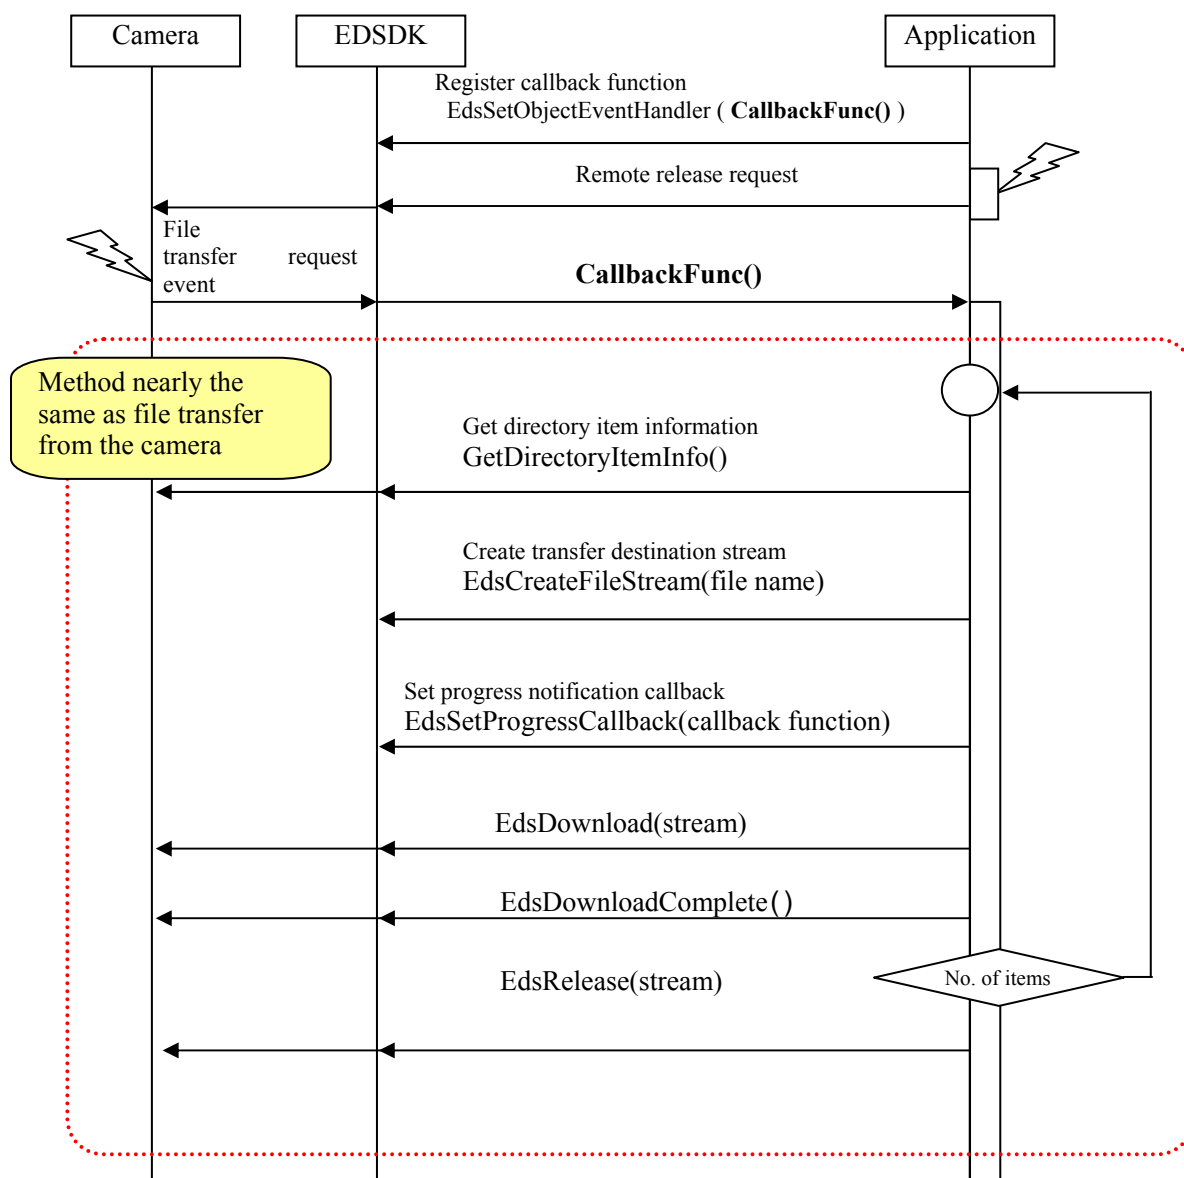 Camera
EDSDK
Application
Register callback function
EdsSetObjectEventHandler ( CallbackFunc() )
Remote release request
File
transfer request
event
CallbackFunc()
Method nearly the
same as file transfer
from the camera
Get directory item information
GetDirectoryItemInfo()
Create transfer destination stream
EdsCreateFileStream(file name)
Set progress notification callback
EdsSetProgressCallback(callback function)
EdsDownload(stream)
EdsDownloadComplete()
EdsRelease(stream)
No. of items